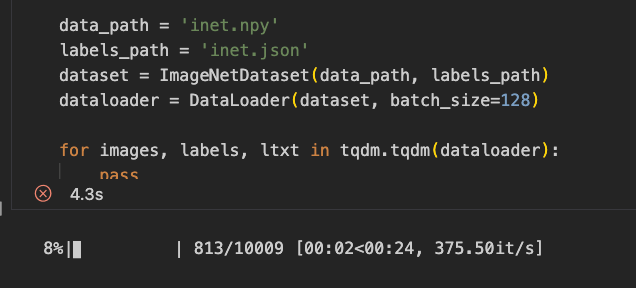 data_path = 'inet.npy'
labels_path = 'inet.json'
dataset = ImageNetDataset(data_path, labels_path)
dataloader = DataLoader(dataset, batch_size=128)
for images, labels, ltxt in tqdm.tqdm(dataloader):
pass
4.3s
8%| | 813/10009 [00:02<00:24, 375.50it/s]